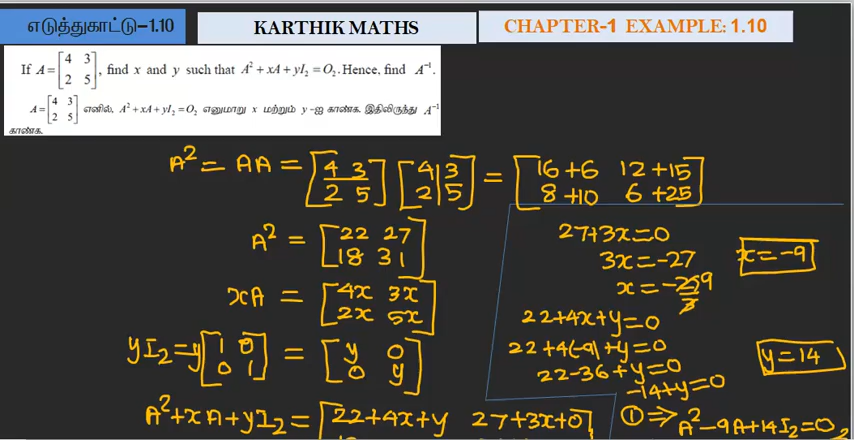 எடுத்துகாட்டு-1.10
KARTHIK MATHS
CHAPTER-1 EXAMPLE: 1.10
If A = [4 3; 2 5], find x and y such that A² + xA + yI₂ = O₂. Hence, find A⁻¹.
A = [4 3; 2 5] எனில், A² + xA + yI₂ = O₂ எனுமாறு x மற்றும் y-ஐ காண்க. இதிலிருந்து A⁻¹
காண்க.
A² = AA = [4 3; 2 5] [4 3; 2 5] = [16+6 12+15; 8+10 6+25]
A² = [22 27; 18 31]
xA = [4x 3x; 2x 5x]
yI₂ = y[1 0; 0 1] = [y 0; 0 y]
A²+xA+yI₂ = [22+4x+y 27+3x+0
27+3x=0
3x=-27
x=-9
22+4x+y=0
22+4(-9)+y=0
22-36+y=0
-14+y=0
y=14
① ⇒ A²-9A+14I₂=O₂